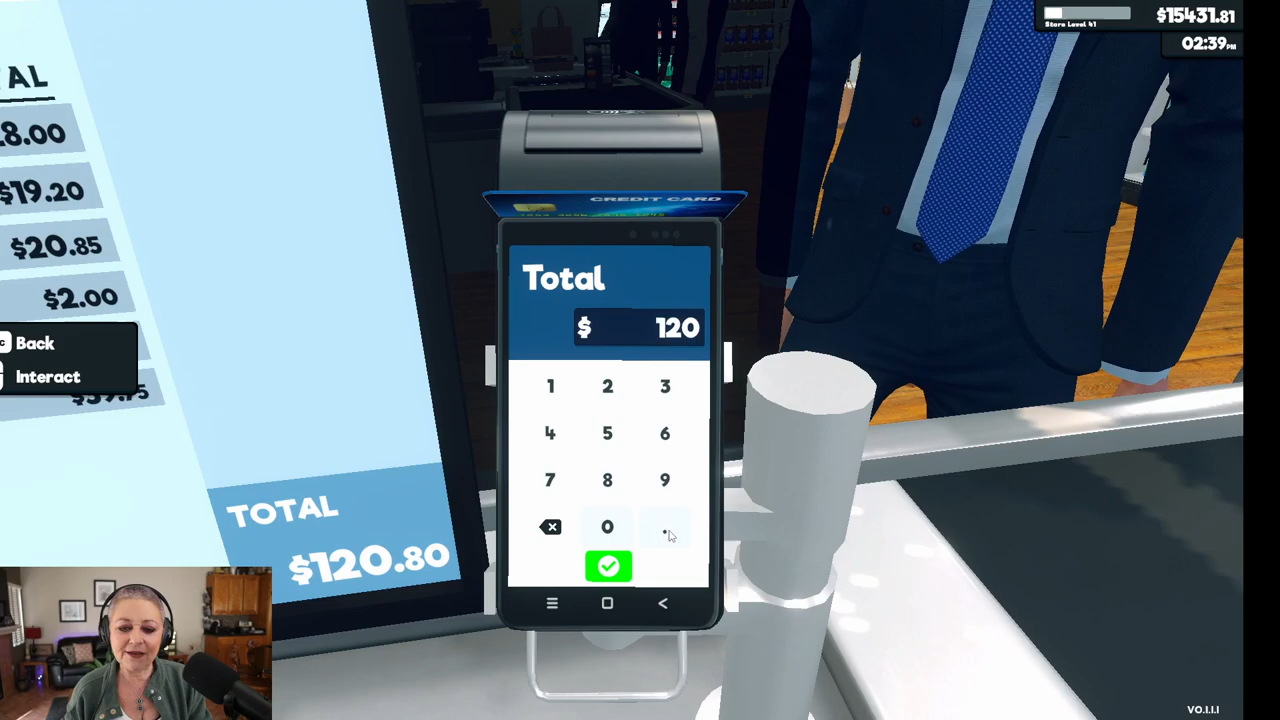 $15431.81
Store Level 41
02:39PM
TAL
8.00
$19.20
$20.85
$2.00
Back
Interact
TOTAL
$120.80
CREDIT CARD
Total
$ 120
1 2 3
4 5 6
7 8 9
0 .
V0.1.1.1